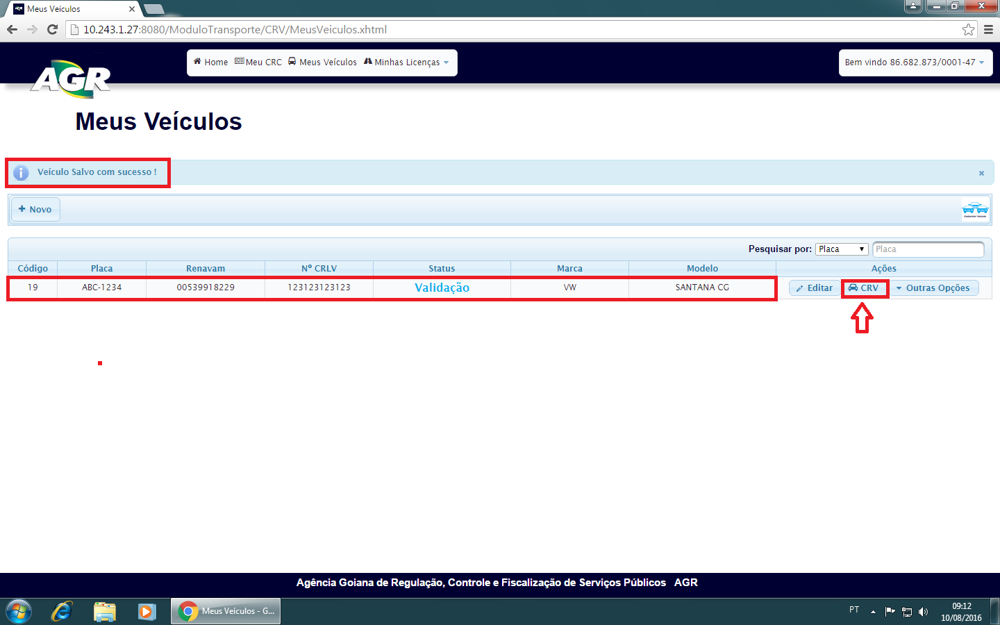 Meus Veículos
10.243.1.27:8080/ModuloTransporte/CRV/MeusVeiculos.xhtml
AGR
Home Meu CRC Meus Veículos Minhas Licenças
Bem vindo 86.682.873/0001-47
Meus Veículos
Veículo Salvo com sucesso !
Novo
Pesquisar por: Placa Placa
Código Placa Renavam Nº CRLV Status Marca Modelo Ações
19 ABC-1234 00539918229 123123123123 Validação VW SANTANA CG Editar CRV Outras Opções
Agência Goiana de Regulação, Controle e Fiscalização de Serviços Públicos AGR
Meus Veículos - G...
PT
09:12
10/08/2016